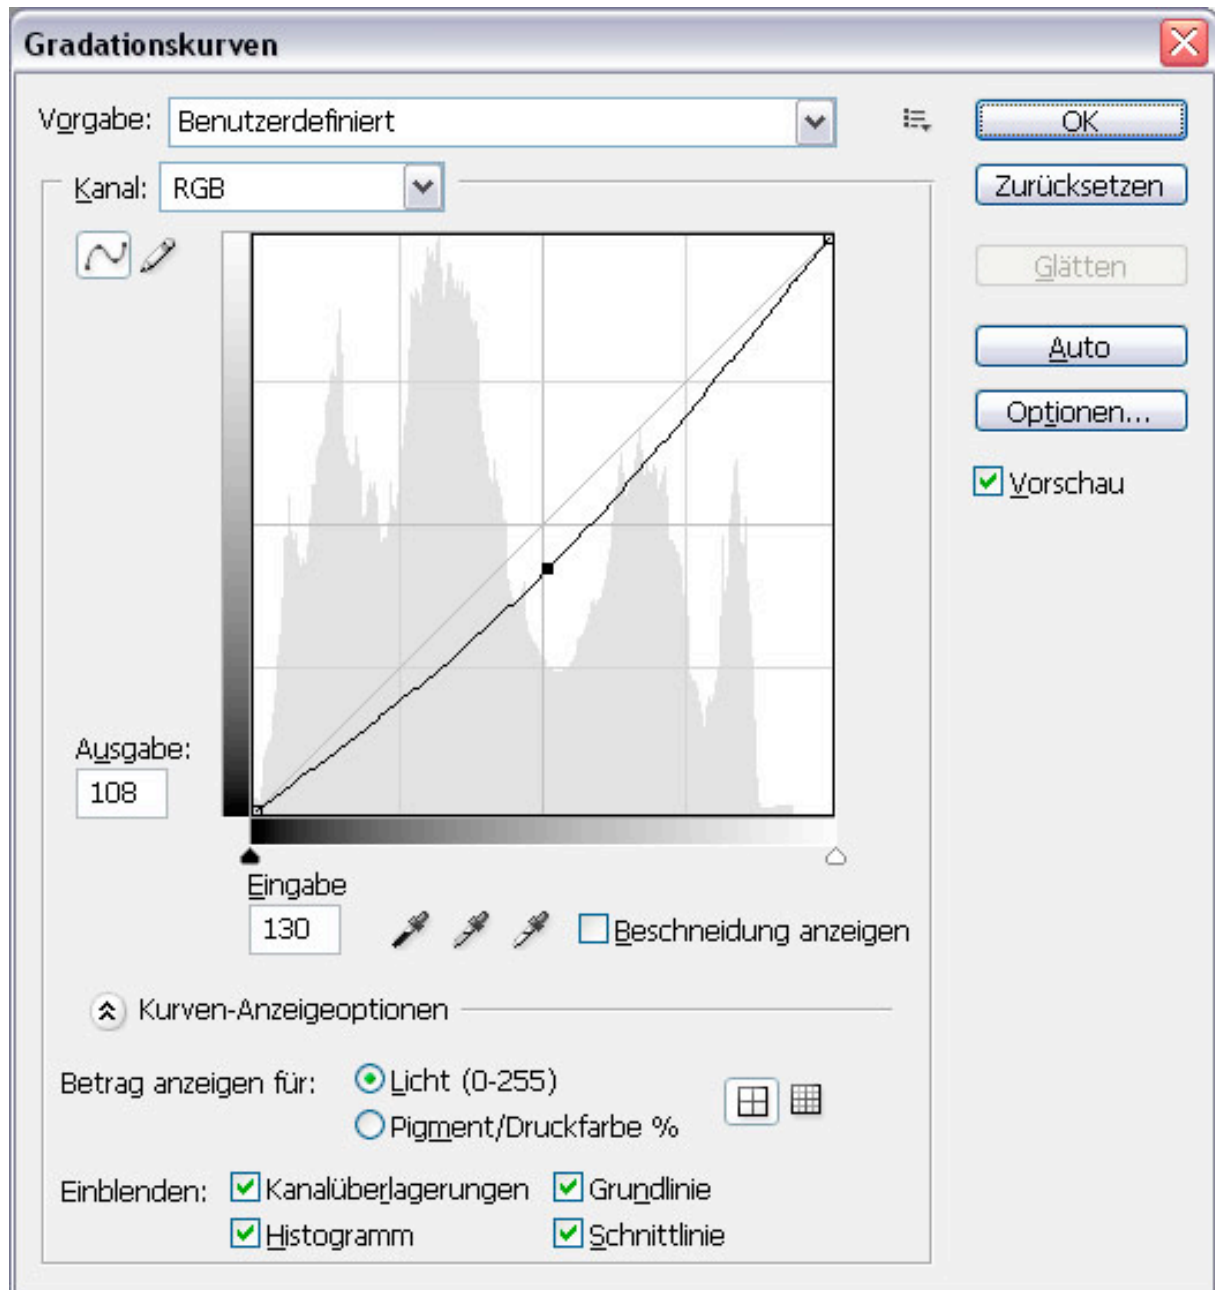 Gradationskurven
Vorgabe: Benutzerdefiniert
OK
Kanal: RGB
Zurücksetzen
Glätten
Auto
Optionen...
Vorschau
Ausgabe:
108
Eingabe
130
Beschneidung anzeigen
Kurven-Anzeigeoptionen
Betrag anzeigen für:
Licht (0-255)
Pigment/Druckfarbe %
Einblenden:
Kanalüberlagerungen
Grundlinie
Histogramm
Schnittlinie